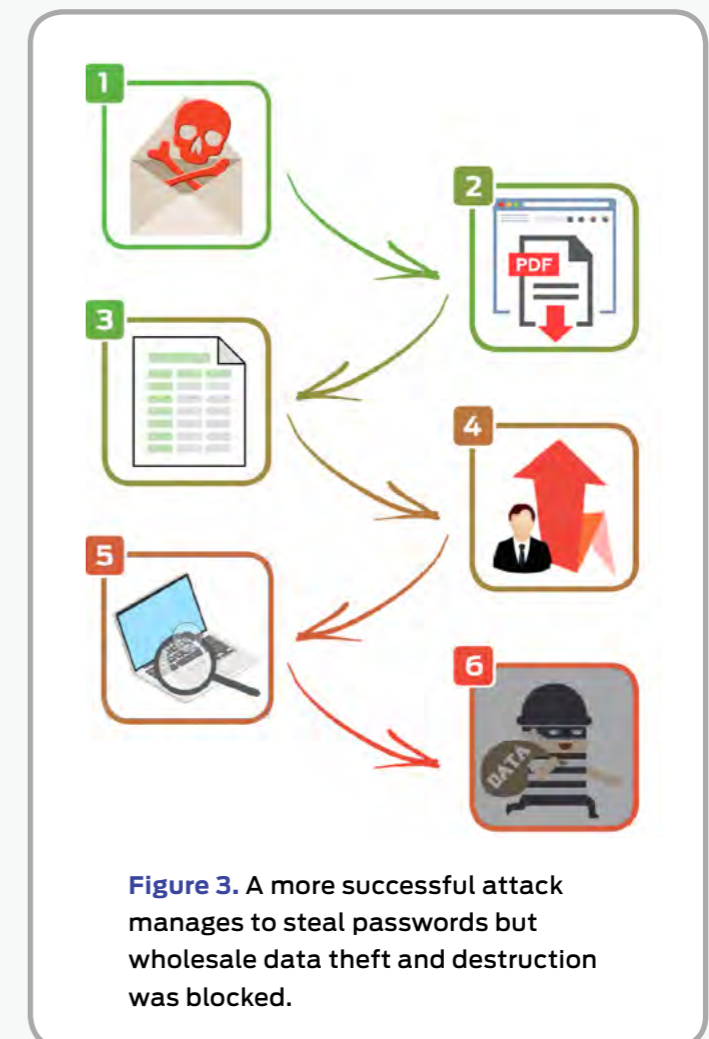 1
2
PDF
3
4
5
6
DATA
Figure 3. A more successful attack
manages to steal passwords but
wholesale data theft and destruction
was blocked.